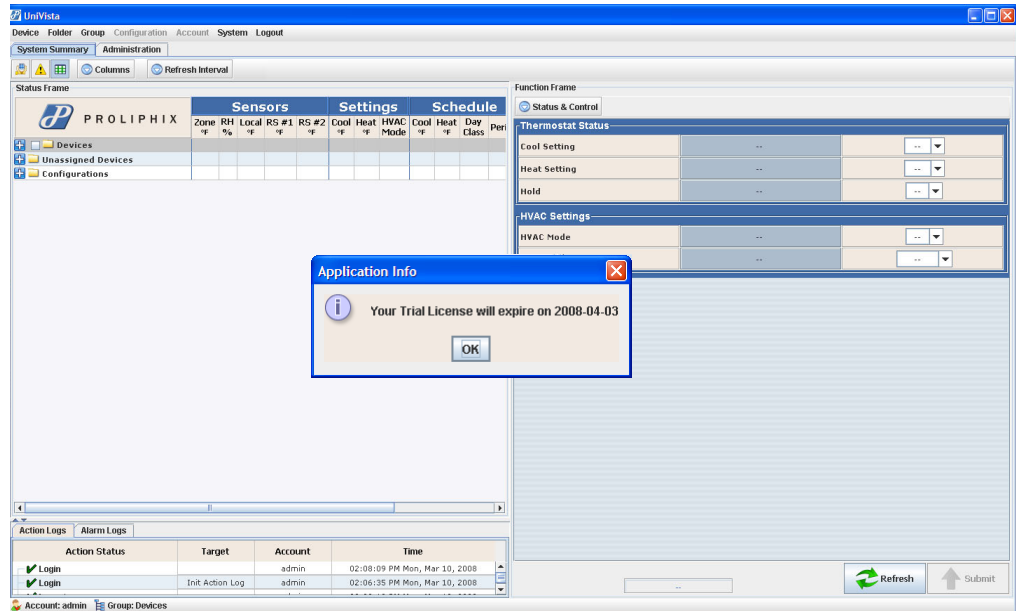 UniVista
Device Folder Group Configuration Account System Logout
System Summary Administration
Columns Refresh Interval
Status Frame
PROLIPHIX
Sensors Settings Schedule
Zone °F RH % Local °F RS #1 °F RS #2 °F Cool °F Heat °F HVAC Mode Cool °F Heat °F Day Class Peri
Devices
Unassigned Devices
Configurations
Function Frame
Status & Control
Thermostat Status
Cool Setting -- --
Heat Setting -- --
Hold -- --
HVAC Settings
HVAC Mode -- --
-- --
Application Info
Your Trial License will expire on 2008-04-03
OK
Action Logs Alarm Logs
Action Status Target Account Time
Login admin 02:08:09 PM Mon, Mar 10, 2008
Login Init Action Log admin 02:06:35 PM Mon, Mar 10, 2008
--
Refresh Submit
Account: admin Group: Devices